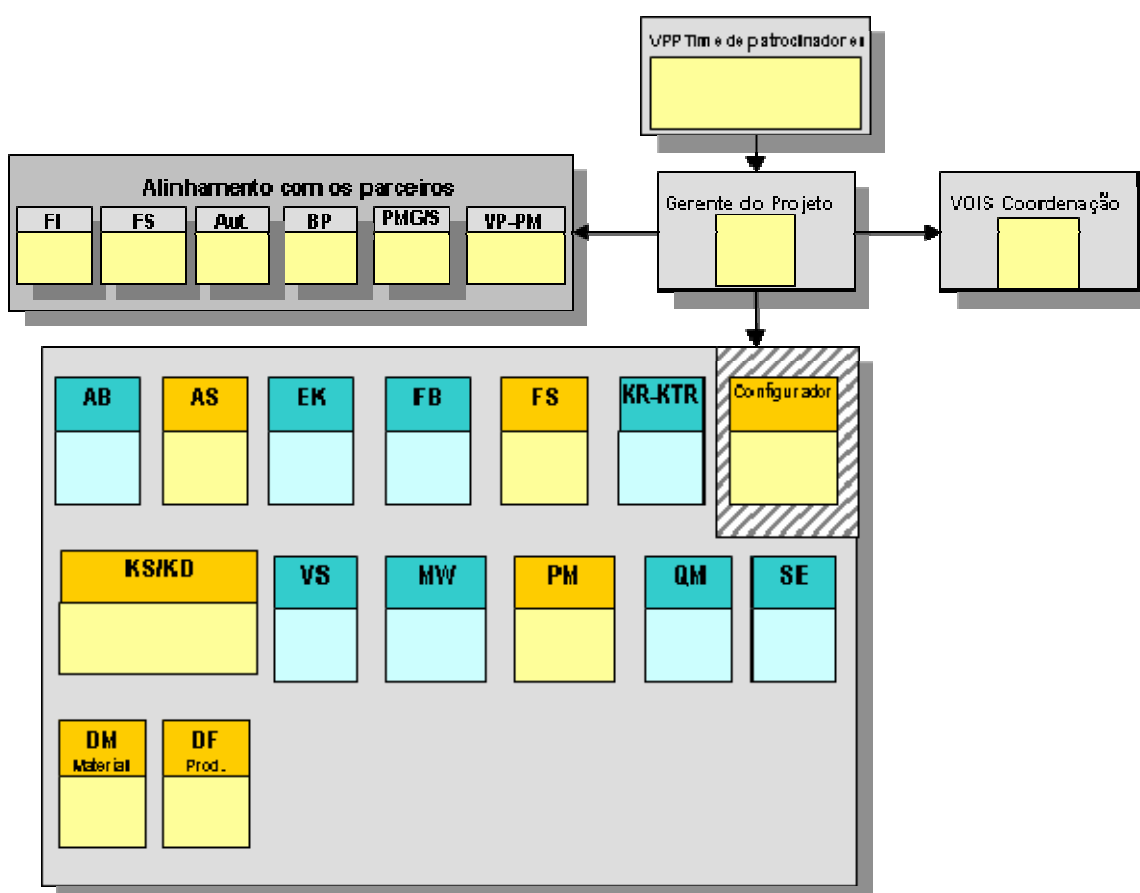 VPP Time de patrocinadores
Alinhamento com os parceiros
FI FS Aut. BP PMG/S VP-PM
Gerente do Projeto
VOIS Coordenação
AB AS EK FB FS KR-KTR Configurador
KS/KD VS MW PM QM SE
DM DF
Material Prod.